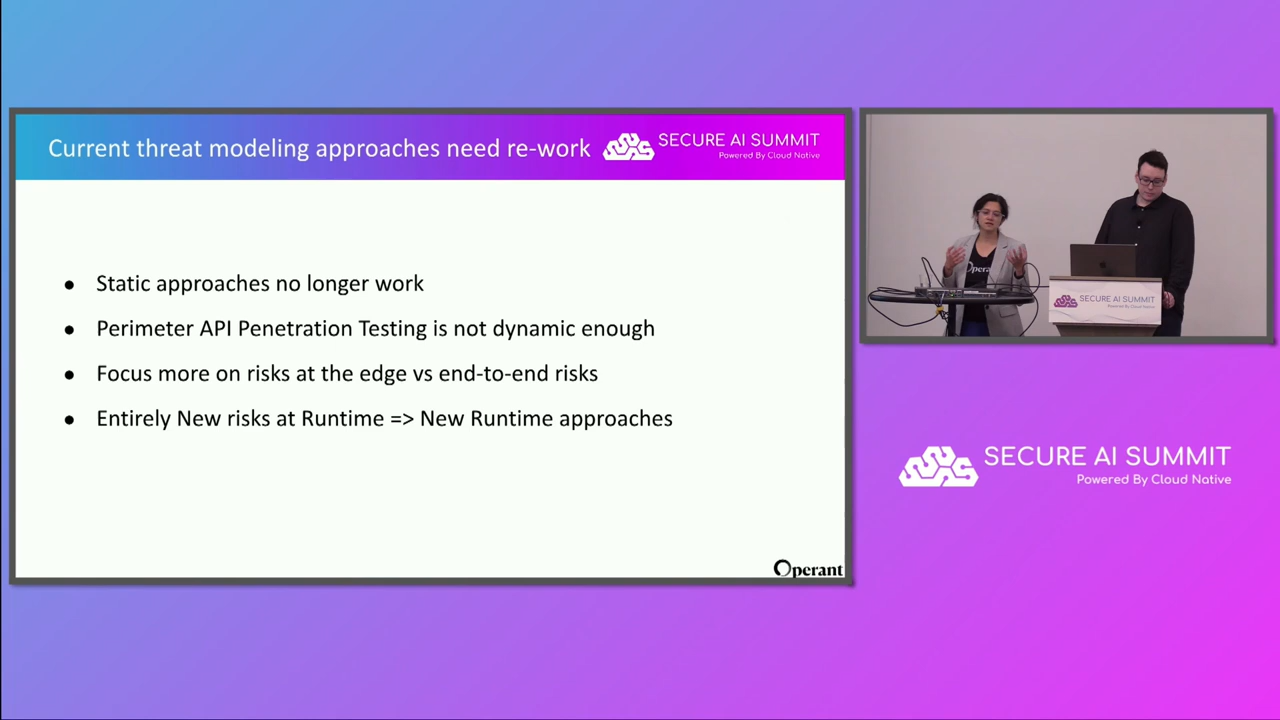 Current threat modeling approaches need re-work
SECURE AI SUMMIT
Powered By Cloud Native
Static approaches no longer work
Perimeter API Penetration Testing is not dynamic enough
Focus more on risks at the edge vs end-to-end risks
Entirely New risks at Runtime => New Runtime approaches
Operant
Operant
SECURE AI SUMMIT
SECURE AI SUMMIT
Powered By Cloud Native